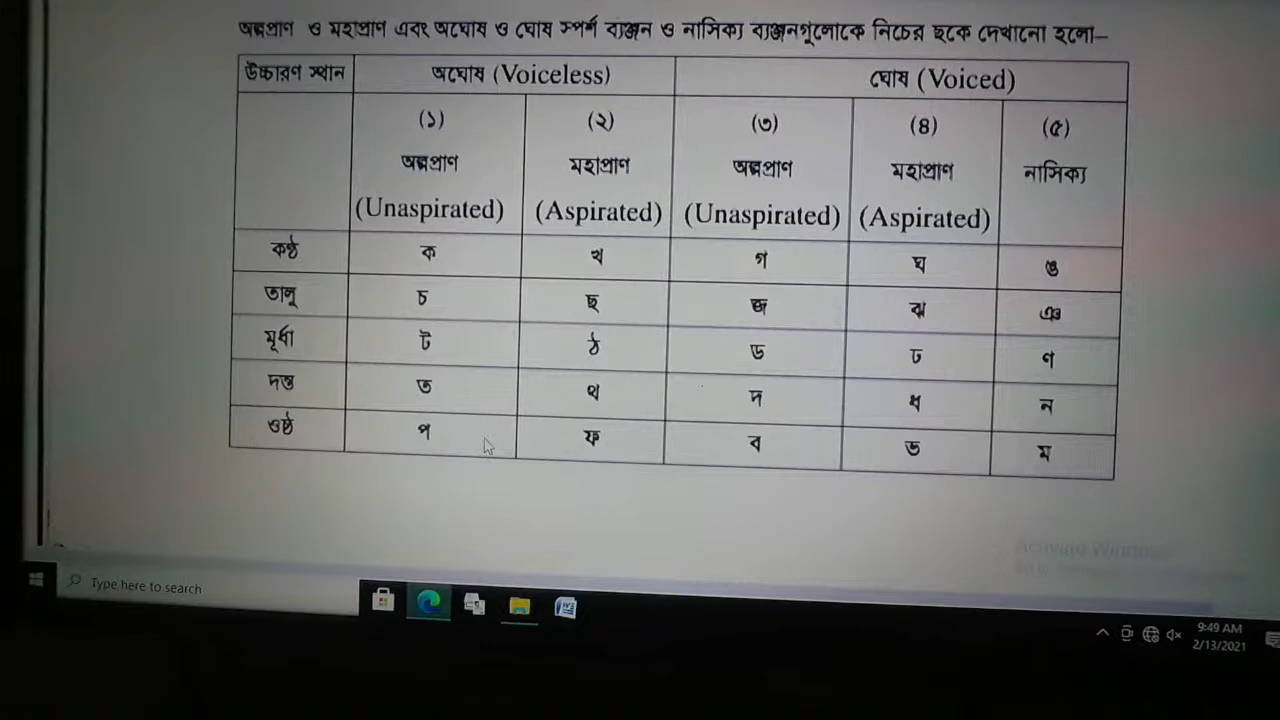 অল্পপ্রাণ ও মহাপ্রাণ এবং অঘোষ ও ঘোষ স্পর্শ ব্যঞ্জন ও নাসিক্য ব্যঞ্জনগুলোকে নিচের ছকে দেখানো হলো—
উচ্চারণ স্থান অঘোষ (Voiceless) ঘোষ (Voiced)
(১) (২) (৩) (৪) (৫)
অল্পপ্রাণ মহাপ্রাণ অল্পপ্রাণ মহাপ্রাণ নাসিক্য
(Unaspirated) (Aspirated) (Unaspirated) (Aspirated)
কণ্ঠ ক খ গ ঘ ঙ
তালু চ ছ জ ঝ ঞ
মূর্ধা ট ঠ ড ঢ ণ
দন্ত ত থ দ ধ ন
ওষ্ঠ প ফ ব ভ ম
Activate Windows
Type here to search
9:49 AM
2/13/2021